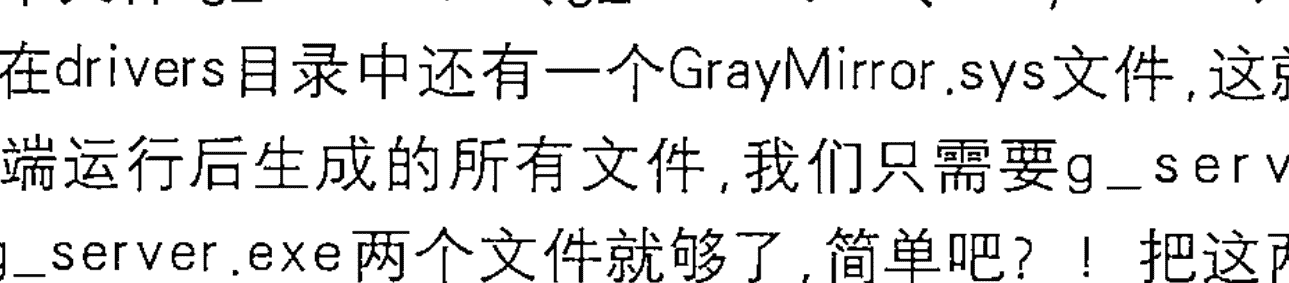 在drivers目录中还有一个GrayMirror.sys文件,这
端运行后生成的所有文件,我们只需要g_serv
_server.exe两个文件就够了,简单吧?! 把这